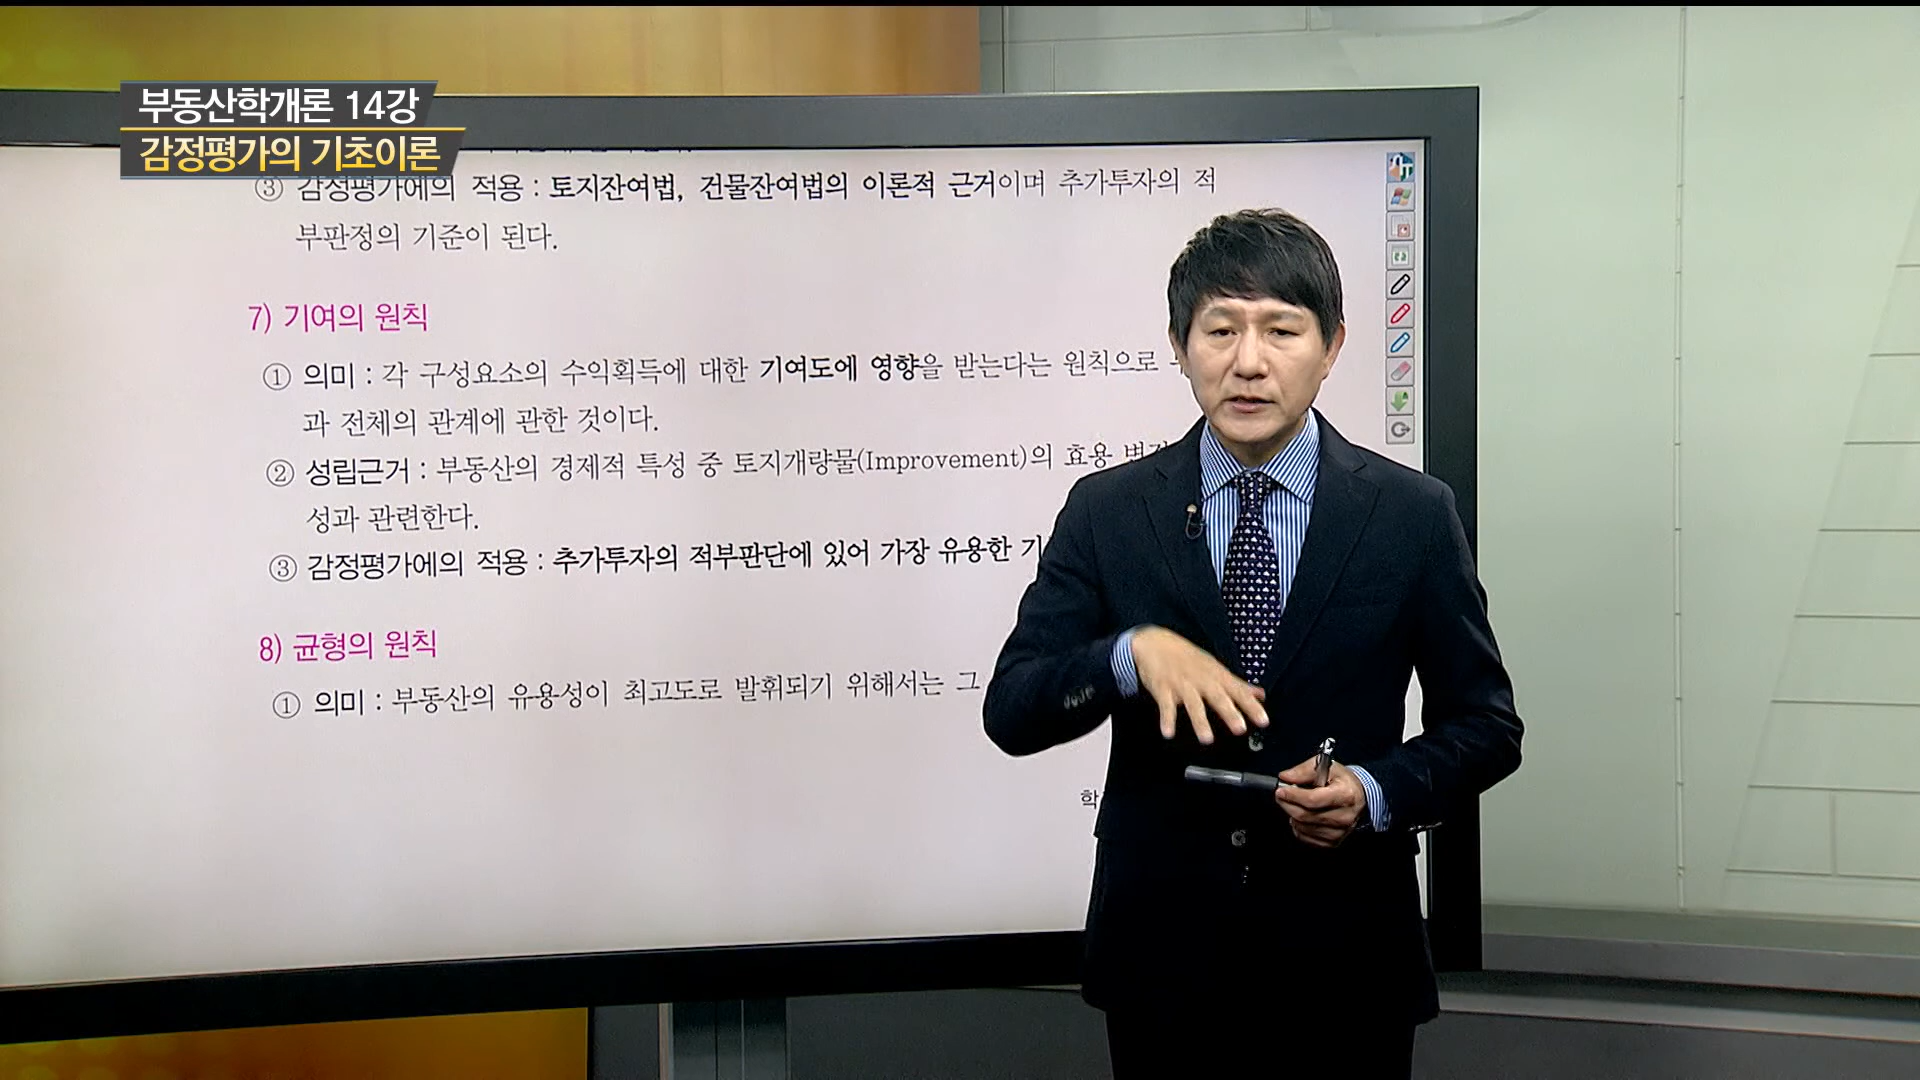 부동산학개론 14강
감정평가의 기초이론
③ 감정평가에의 적용 : 토지잔여법, 건물잔여법의 이론적 근거이며 추가투자의 적
부판정의 기준이 된다.
7) 기여의 원칙
① 의미 : 각 구성요소의 수익획득에 대한 기여도에 영향을 받는다는 원칙으로
과 전체의 관계에 관한 것이다.
② 성립근거 : 부동산의 경제적 특성 중 토지개량물(Improvement)의 효용
성과 관련한다.
③ 감정평가에의 적용 : 추가투자의 적부판단에 있어 가장 유용한
8) 균형의 원칙
① 의미 : 부동산의 유용성이 최고도로 발휘되기 위해서는 그